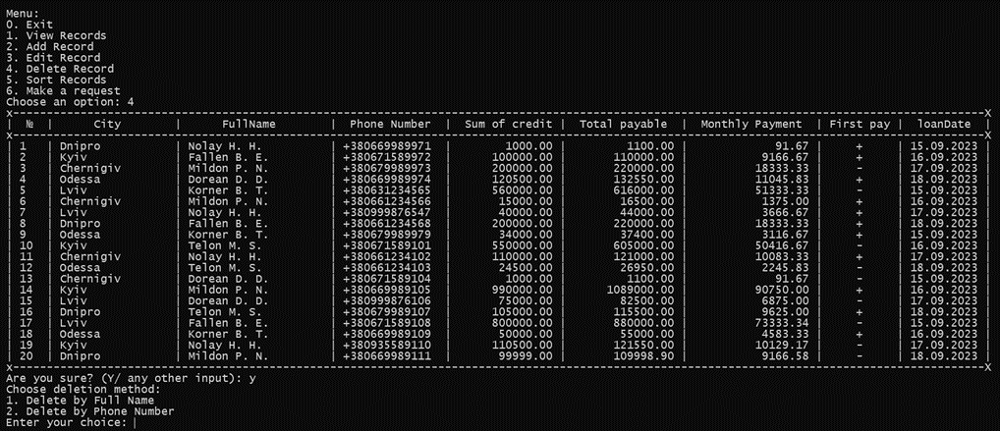 Menu:
0. Exit
1. View Records
2. Add Record
3. Edit Record
4. Delete Record
5. Sort Records
6. Make a request
Choose an option: 4
X---------------------------------------------------------------------------------------------------------------------------------------------------X
| № | City | FullName | Phone Number | Sum of credit | Total payable | Monthly Payment | First pay | loanDate |
X---------------------------------------------------------------------------------------------------------------------------------------------------X
| 1 | Dnipro | Nolay H. H. | +380669989971 | 1000.00 | 1100.00 | 91.67 | + | 15.09.2023 |
| 2 | Kyiv | Fallen B. E. | +380671589972 | 100000.00 | 110000.00 | 9166.67 | + | 16.09.2023 |
| 3 | Chernigiv | Mildon P. N. | +380679989973 | 200000.00 | 220000.00 | 18333.33 | - | 17.09.2023 |
| 4 | Odessa | Dorean D. D. | +380669989974 | 120500.00 | 132550.00 | 11045.83 | + | 18.09.2023 |
| 5 | Lviv | Korner B. T. | +380631234565 | 560000.00 | 616000.00 | 51333.33 | - | 15.09.2023 |
| 6 | Chernigiv | Mildon P. N. | +380661234566 | 15000.00 | 16500.00 | 1375.00 | + | 16.09.2023 |
| 7 | Lviv | Nolay H. H. | +380999876547 | 40000.00 | 44000.00 | 3666.67 | + | 17.09.2023 |
| 8 | Dnipro | Fallen B. E. | +380661234568 | 200000.00 | 220000.00 | 18333.33 | + | 18.09.2023 |
| 9 | Odessa | Korner B. T. | +380679989979 | 34000.00 | 37400.00 | 3116.67 | + | 15.09.2023 |
| 10 | Kyiv | Telon M. S. | +380671589101 | 550000.00 | 605000.00 | 50416.67 | - | 16.09.2023 |
| 11 | Chernigiv | Nolay H. H. | +380661234102 | 110000.00 | 121000.00 | 10083.33 | + | 17.09.2023 |
| 12 | Odessa | Telon M. S. | +380661234103 | 24500.00 | 26950.00 | 2245.83 | - | 18.09.2023 |
| 13 | Chernigiv | Dorean D. D. | +380671589104 | 1000.00 | 1100.00 | 91.67 | - | 15.09.2023 |
| 14 | Kyiv | Mildon P. N. | +380669989105 | 990000.00 | 1089000.00 | 90750.00 | + | 16.09.2023 |
| 15 | Lviv | Dorean D. D. | +380999876106 | 75000.00 | 82500.00 | 6875.00 | - | 17.09.2023 |
| 16 | Dnipro | Telon M. S. | +380679989107 | 105000.00 | 115500.00 | 9625.00 | + | 18.09.2023 |
| 17 | Lviv | Fallen B. E. | +380671589108 | 800000.00 | 880000.00 | 73333.34 | - | 15.09.2023 |
| 18 | Odessa | Korner B. T. | +380669989109 | 50000.00 | 55000.00 | 4583.33 | + | 16.09.2023 |
| 19 | Kyiv | Nolay H. H. | +380935589110 | 110500.00 | 121550.00 | 10129.17 | - | 17.09.2023 |
| 20 | Dnipro | Mildon P. N. | +380669989111 | 99999.00 | 109998.90 | 9166.58 | - | 18.09.2023 |
X---------------------------------------------------------------------------------------------------------------------------------------------------X
Are you sure? (Y/ any other input): y
Choose deletion method:
1. Delete by Full Name
2. Delete by Phone Number
Enter your choice: